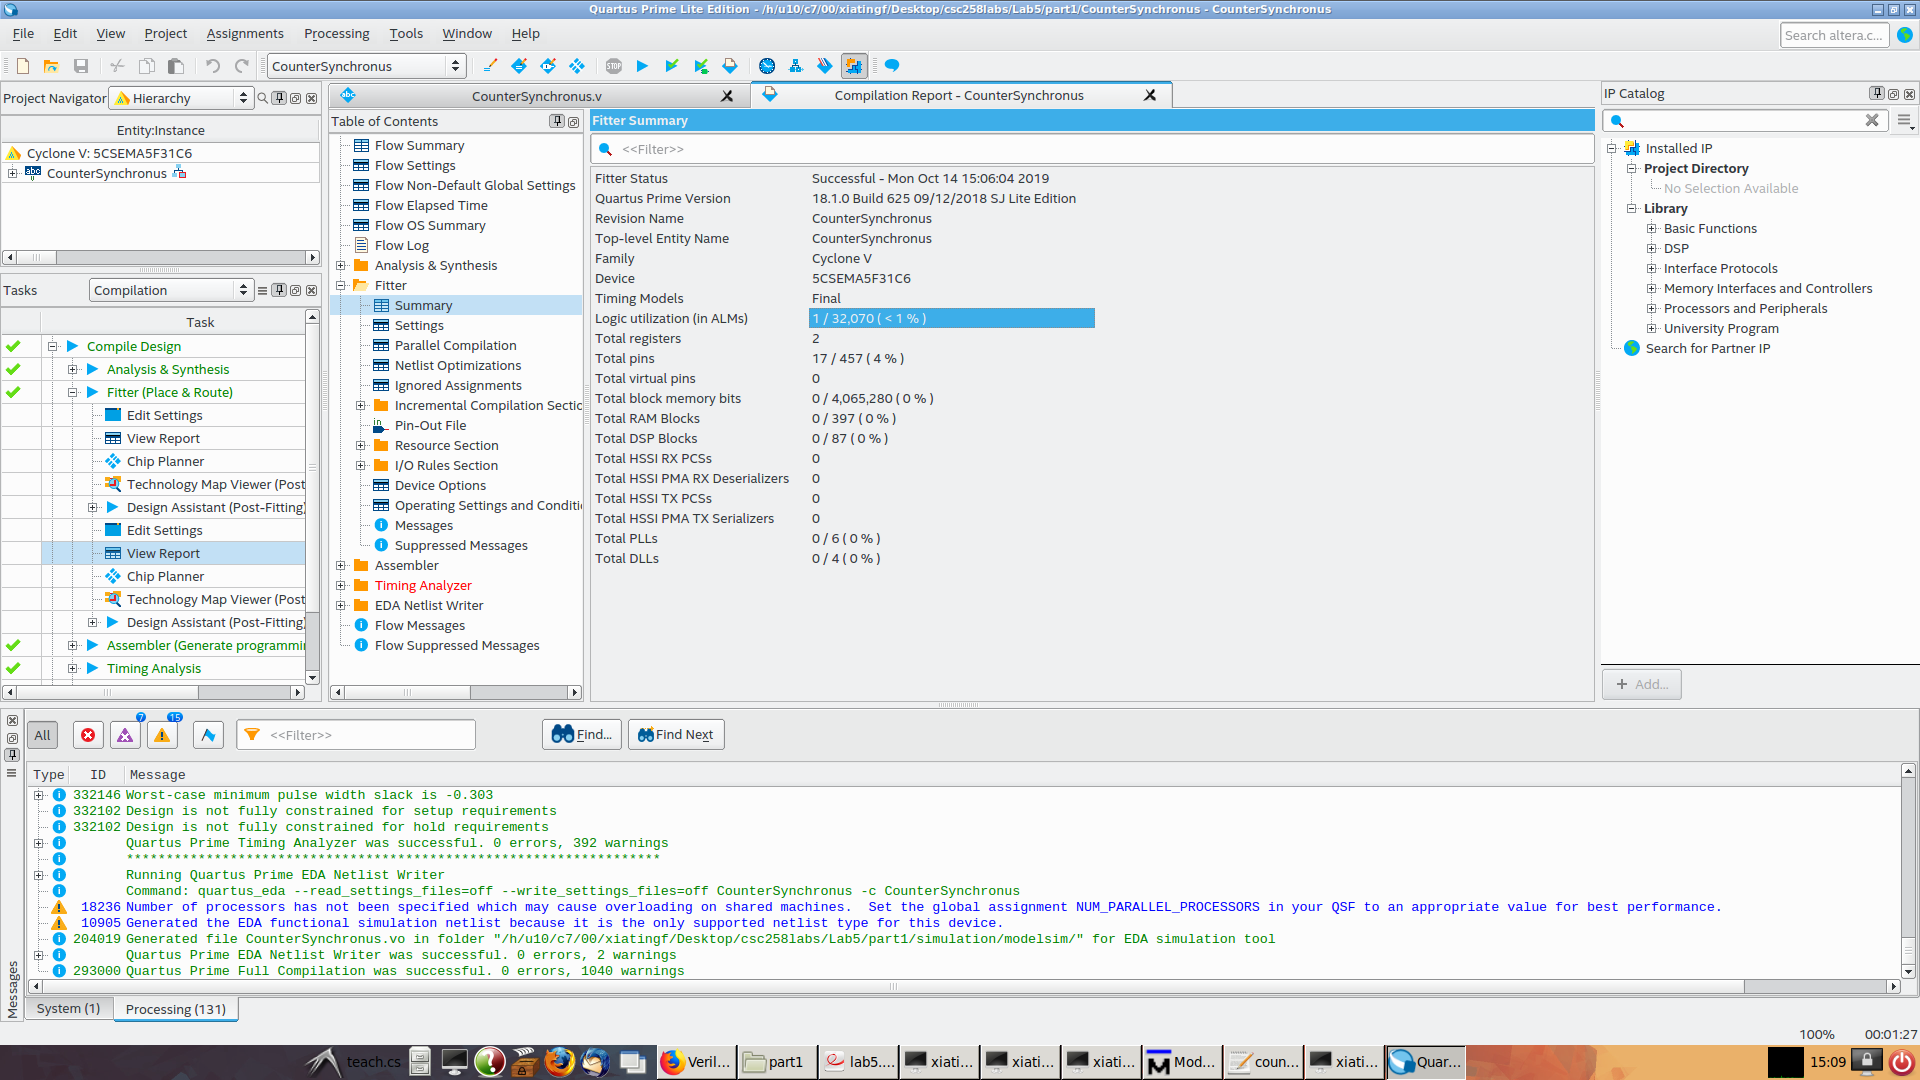 Quartus Prime Lite Edition - /h/u10/c7/00/xiatingf/Desktop/csc258labs/Lab5/part1/CounterSynchronus - CounterSynchronus
File Edit View Project Assignments Processing Tools Window Help
Search altera.c...
CounterSynchronus
STOP
Project Navigator Hierarchy
Entity:Instance
Cyclone V: 5CSEMA5F31C6
abc CounterSynchronus
Tasks Compilation
Task
Compile Design
Analysis & Synthesis
Fitter (Place & Route)
Edit Settings
View Report
Chip Planner
Technology Map Viewer (Post
Design Assistant (Post-Fitting)
Edit Settings
View Report
Chip Planner
Technology Map Viewer (Post
Design Assistant (Post-Fitting)
Assembler (Generate programmi
Timing Analysis
abc CounterSynchronus.v
Compilation Report - CounterSynchronus
Table of Contents
Flow Summary
Flow Settings
Flow Non-Default Global Settings
Flow Elapsed Time
Flow OS Summary
Flow Log
Analysis & Synthesis
Fitter
Summary
Settings
Parallel Compilation
Netlist Optimizations
Ignored Assignments
Incremental Compilation Sectio
Pin-Out File
Resource Section
I/O Rules Section
Device Options
Operating Settings and Conditi
Messages
Suppressed Messages
Assembler
Timing Analyzer
EDA Netlist Writer
Flow Messages
Flow Suppressed Messages
Fitter Summary
<<Filter>>
Fitter Status Successful - Mon Oct 14 15:06:04 2019
Quartus Prime Version 18.1.0 Build 625 09/12/2018 SJ Lite Edition
Revision Name CounterSynchronus
Top-level Entity Name CounterSynchronus
Family Cyclone V
Device 5CSEMA5F31C6
Timing Models Final
Logic utilization (in ALMs) 1 / 32,070 ( < 1 % )
Total registers 2
Total pins 17 / 457 ( 4 % )
Total virtual pins 0
Total block memory bits 0 / 4,065,280 ( 0 % )
Total RAM Blocks 0 / 397 ( 0 % )
Total DSP Blocks 0 / 87 ( 0 % )
Total HSSI RX PCSs 0
Total HSSI PMA RX Deserializers 0
Total HSSI TX PCSs 0
Total HSSI PMA TX Serializers 0
Total PLLs 0 / 6 ( 0 % )
Total DLLs 0 / 4 ( 0 % )
IP Catalog
Installed IP
Project Directory
No Selection Available
Library
Basic Functions
DSP
Interface Protocols
Memory Interfaces and Controllers
Processors and Peripherals
University Program
Search for Partner IP
+ Add...
All 7 15 <<Filter>> Find... Find Next
Type ID Message
332146 Worst-case minimum pulse width slack is -0.303
332102 Design is not fully constrained for setup requirements
332102 Design is not fully constrained for hold requirements
Quartus Prime Timing Analyzer was successful. 0 errors, 392 warnings
*******************************************************************
Running Quartus Prime EDA Netlist Writer
Command: quartus_eda --read_settings_files=off --write_settings_files=off CounterSynchronus -c CounterSynchronus
18236 Number of processors has not been specified which may cause overloading on shared machines. Set the global assignment NUM_PARALLEL_PROCESSORS in your QSF to an appropriate value for best performance.
10905 Generated the EDA functional simulation netlist because it is the only supported netlist type for this device.
204019 Generated file CounterSynchronus.vo in folder "/h/u10/c7/00/xiatingf/Desktop/csc258labs/Lab5/part1/simulation/modelsim/" for EDA simulation tool
Quartus Prime EDA Netlist Writer was successful. 0 errors, 2 warnings
293000 Quartus Prime Full Compilation was successful. 0 errors, 1040 warnings
Messages
System (1) Processing (131)
100% 00:01:27
teach.cs Veril... part1 lab5.... xiati... xiati... xiati... Mod... coun... xiati... Quar... 15:09